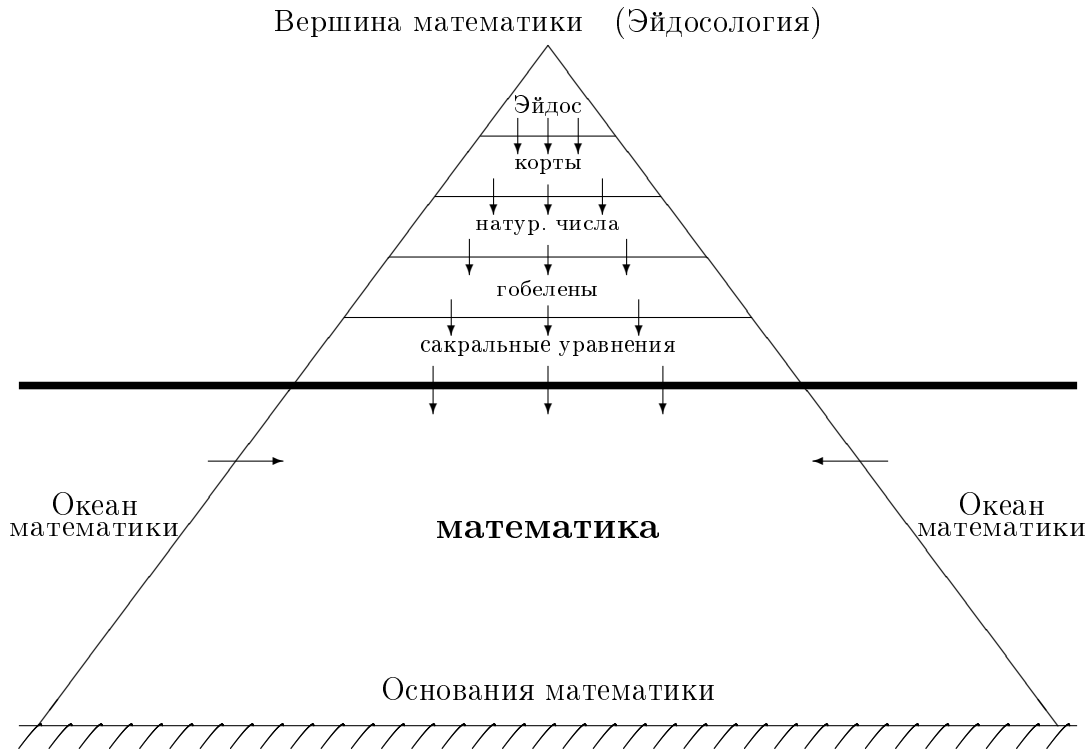 Вершина математики (Эйдосология)
Эйдос
корты
натур. числа
гобелены
сакральные уравнения
Океан
математики
математика
Океан
математики
Основания математики